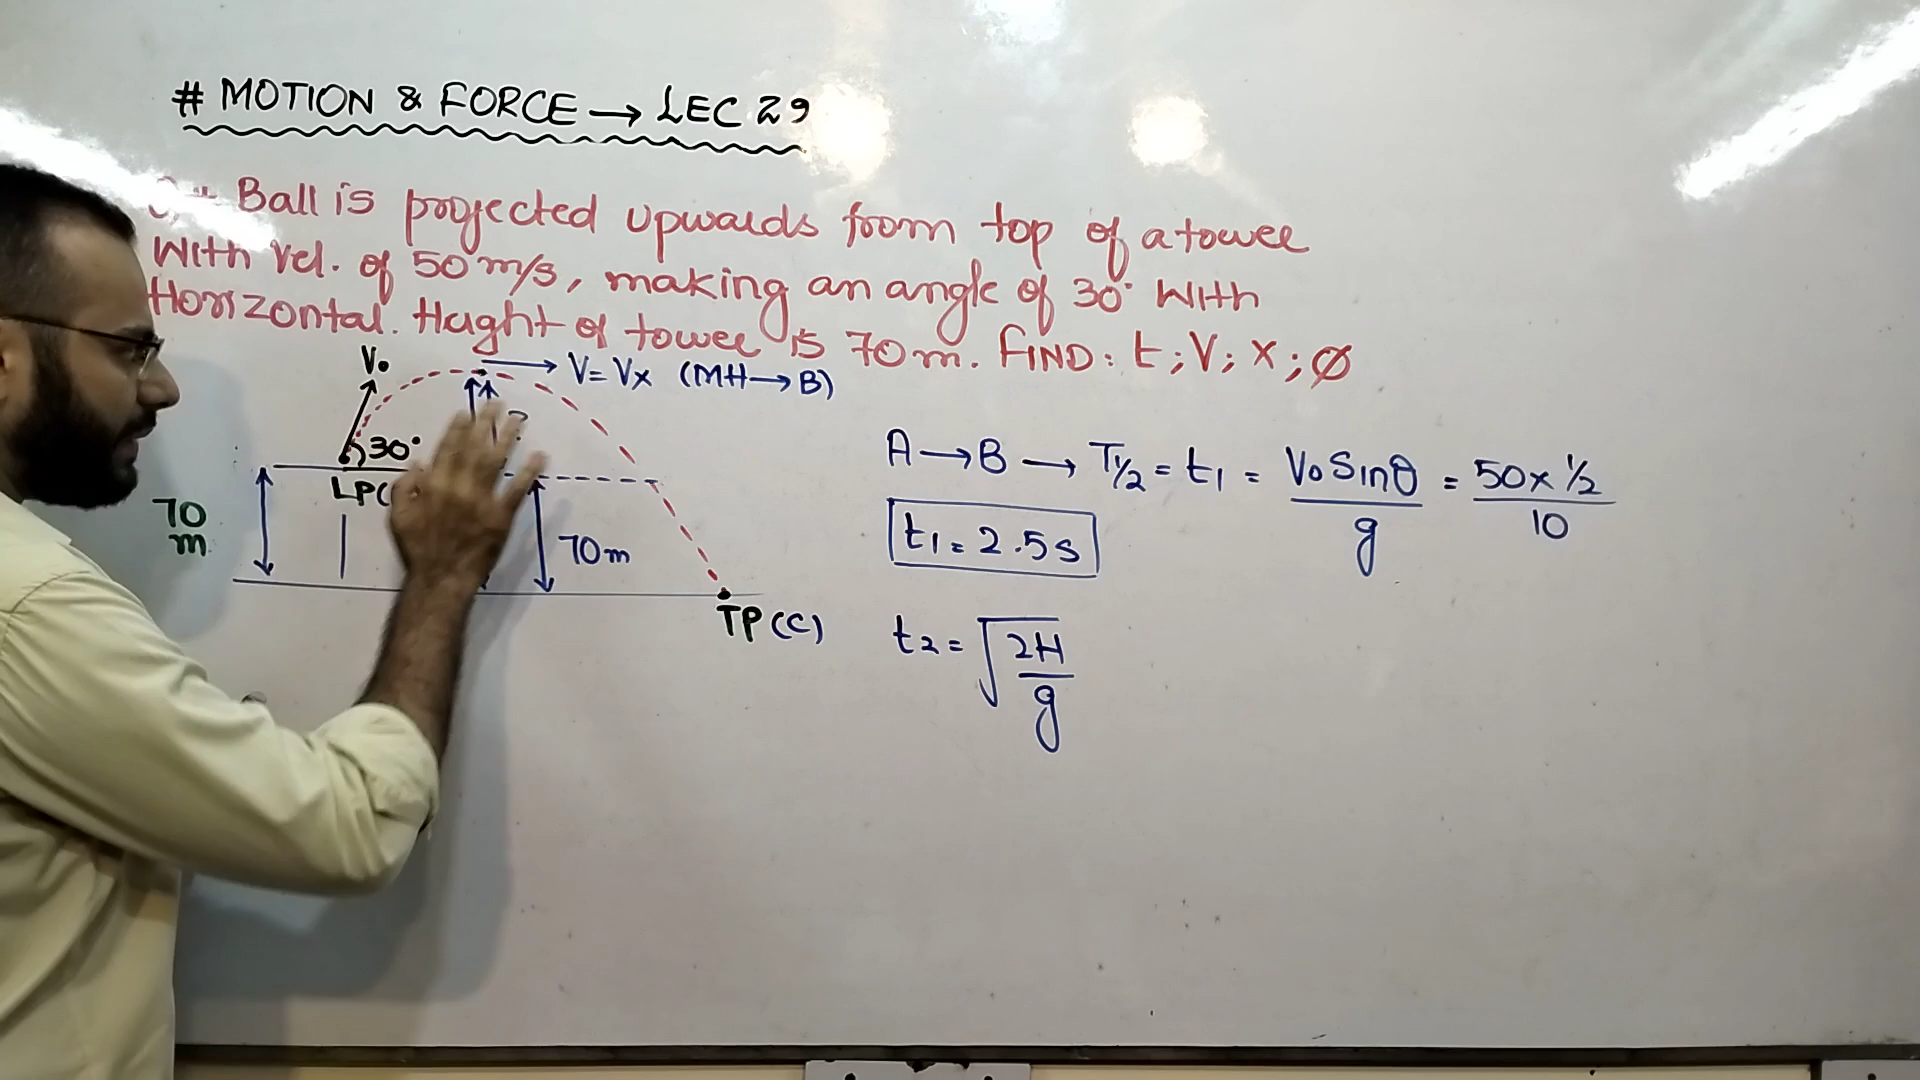 # MOTION & FORCE → LEC 29
Ball is projected upwards from top of a tower
With Vel. of 50 m/s, making an angle of 30° With
Horizontal. Height of tower is 70 m. FIND: t; V; x; Ø
V₀
V = Vx (MH → B)
?
30°
LP(
70
m
70m
TP (C)
A → B → T½ = t₁ = V₀ Sinθ / g = 50 x ½ / 10
t₁ = 2.5 s
t₂ = √(2H / g)